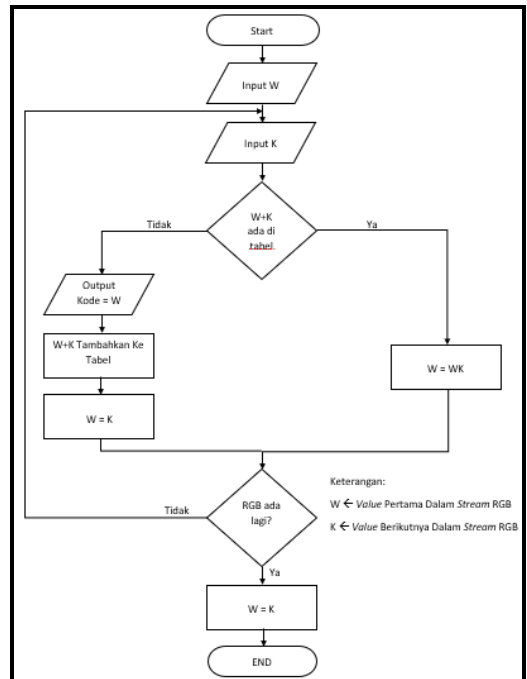 Start
Input W
Input K
W+K
ada di
tabel.
Tidak
Ya
Output
Kode = W
W+K Tambahkan Ke
Tabel
W = K
W = WK
RGB ada
lagi?
Tidak
Ya
Keterangan:
W ← Value Pertama Dalam Stream RGB
K ← Value Berikutnya Dalam Stream RGB
W = K
END